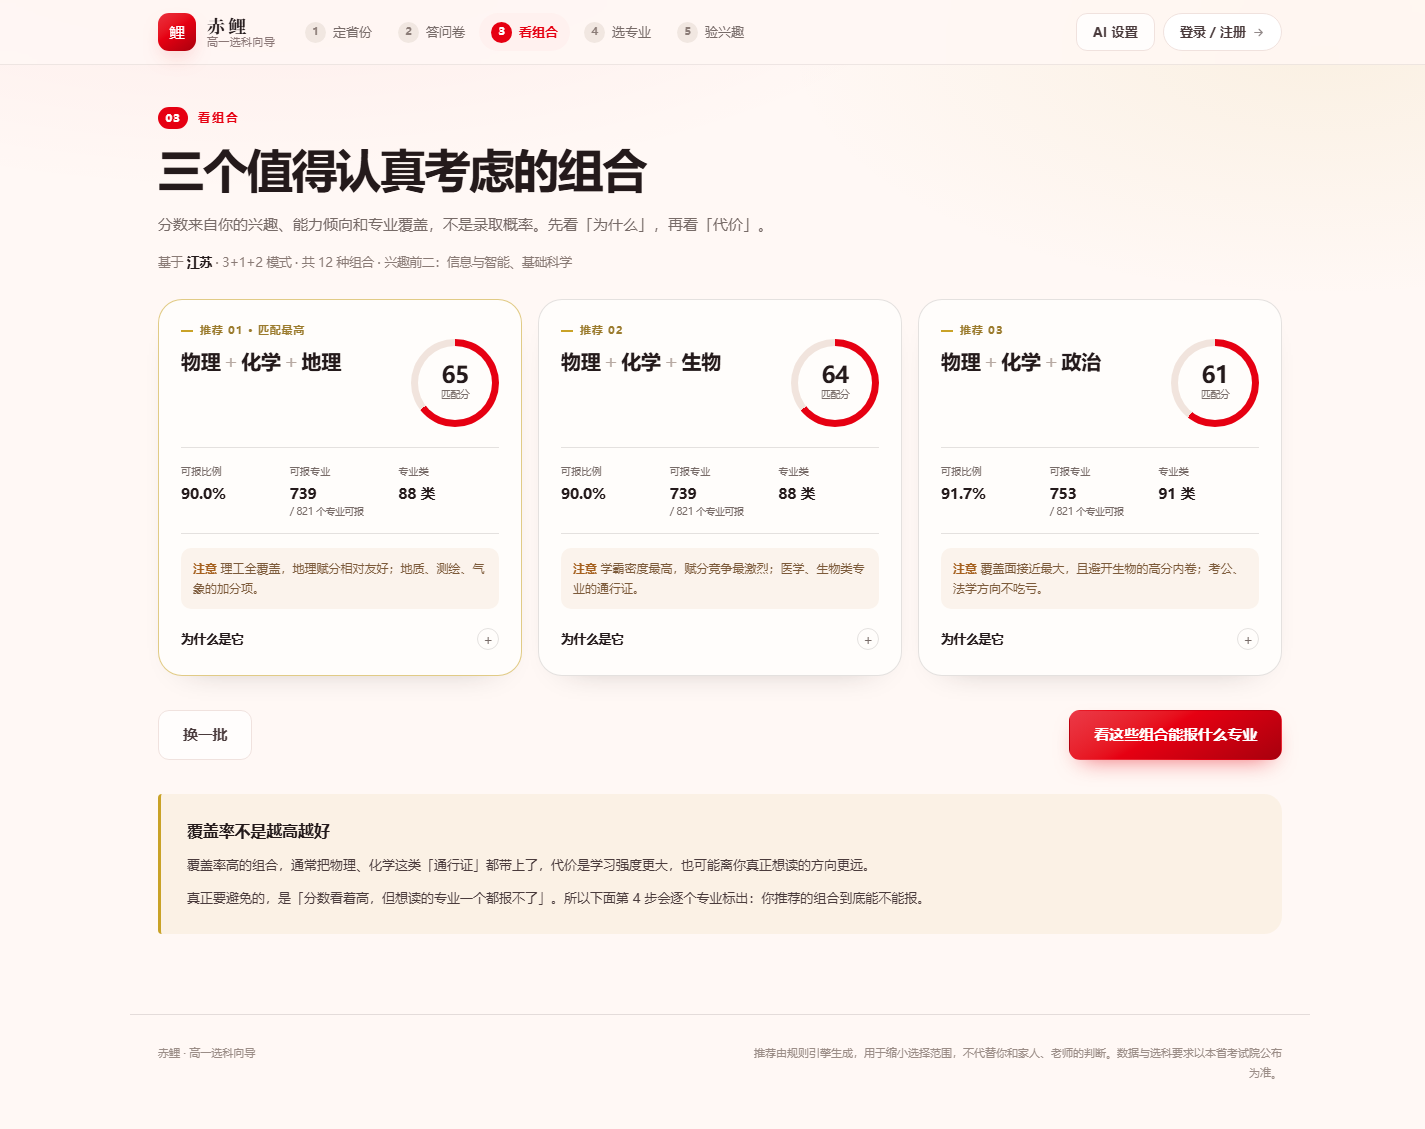 鲤
赤鲤
高一选科向导
1 定省份
2 答问卷
3 看组合
4 选专业
5 验兴趣
AI 设置
登录 / 注册 →
03 看组合
三个值得认真考虑的组合
分数来自你的兴趣、能力倾向和专业覆盖，不是录取概率。先看「为什么」，再看「代价」。
基于 江苏 · 3+1+2 模式 · 共 12 种组合 · 兴趣前二：信息与智能、基础科学
推荐 01 • 匹配最高
物理 + 化学 + 地理
65
匹配分
可报比例
90.0%
可报专业
739
/ 821 个专业可报
专业类
88 类
注意 理工全覆盖，地理赋分相对友好；地质、测绘、气
象的加分项。
为什么是它 +
推荐 02
物理 + 化学 + 生物
64
匹配分
可报比例
90.0%
可报专业
739
/ 821 个专业可报
专业类
88 类
注意 学霸密度最高，赋分竞争最激烈；医学、生物类专
业的通行证。
为什么是它 +
推荐 03
物理 + 化学 + 政治
61
匹配分
可报比例
91.7%
可报专业
753
/ 821 个专业可报
专业类
91 类
注意 覆盖面接近最大，且避开生物的高分内卷；考公、
法学方向不吃亏。
为什么是它 +
换一批
看这些组合能报什么专业
覆盖率不是越高越好
覆盖率高的组合，通常把物理、化学这类「通行证」都带上了，代价是学习强度更大，也可能离你真正想读的方向更远。
真正要避免的，是「分数看着高，但想读的专业一个都报不了」。所以下面第 4 步会逐个专业标出：你推荐的组合到底能不能报。
赤鲤 · 高一选科向导
推荐由规则引擎生成，用于缩小选择范围，不代替你和家人、老师的判断。数据与选科要求以本省考试院公布
为准。